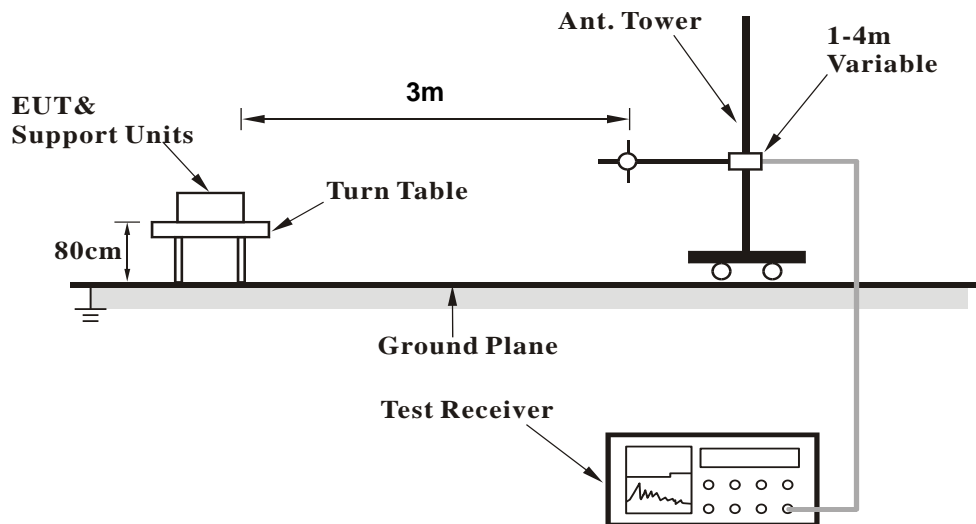 Ant. Tower
1-4m
Variable
3m
EUT&
Support Units
Turn Table
80cm
Ground Plane
Test Receiver